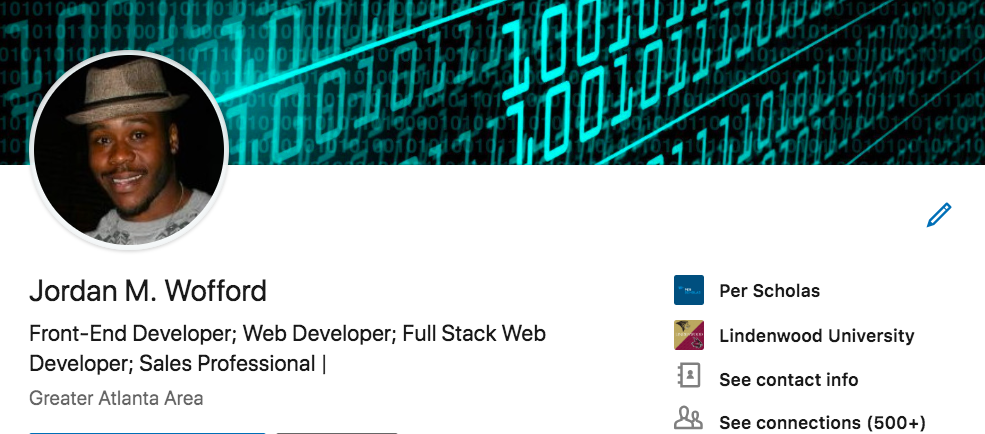 Jordan M. Wofford
Front-End Developer; Web Developer; Full Stack Web
Developer; Sales Professional |
Greater Atlanta Area
Per Scholas
Lindenwood University
See contact info
See connections (500+)